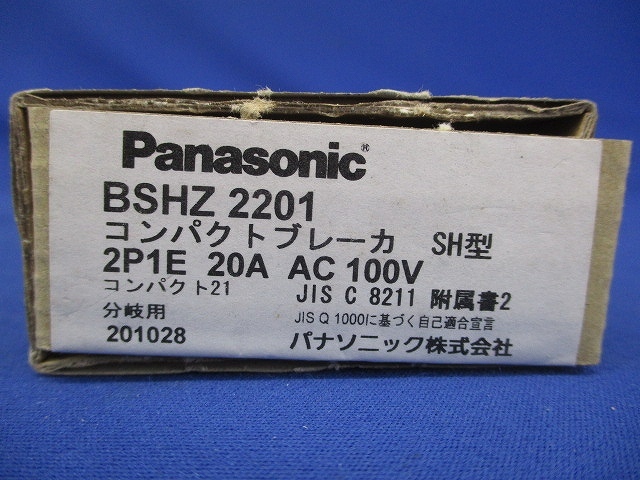 Panasonic®
BSHZ 2201
コンパクトブレーカ SH型
2P1E 20A AC 100V
コンパクト21 JIS C 8211 附属書2
分岐用 JIS Q 1000に基づく自己適合宣言
201028 パナソニック株式会社